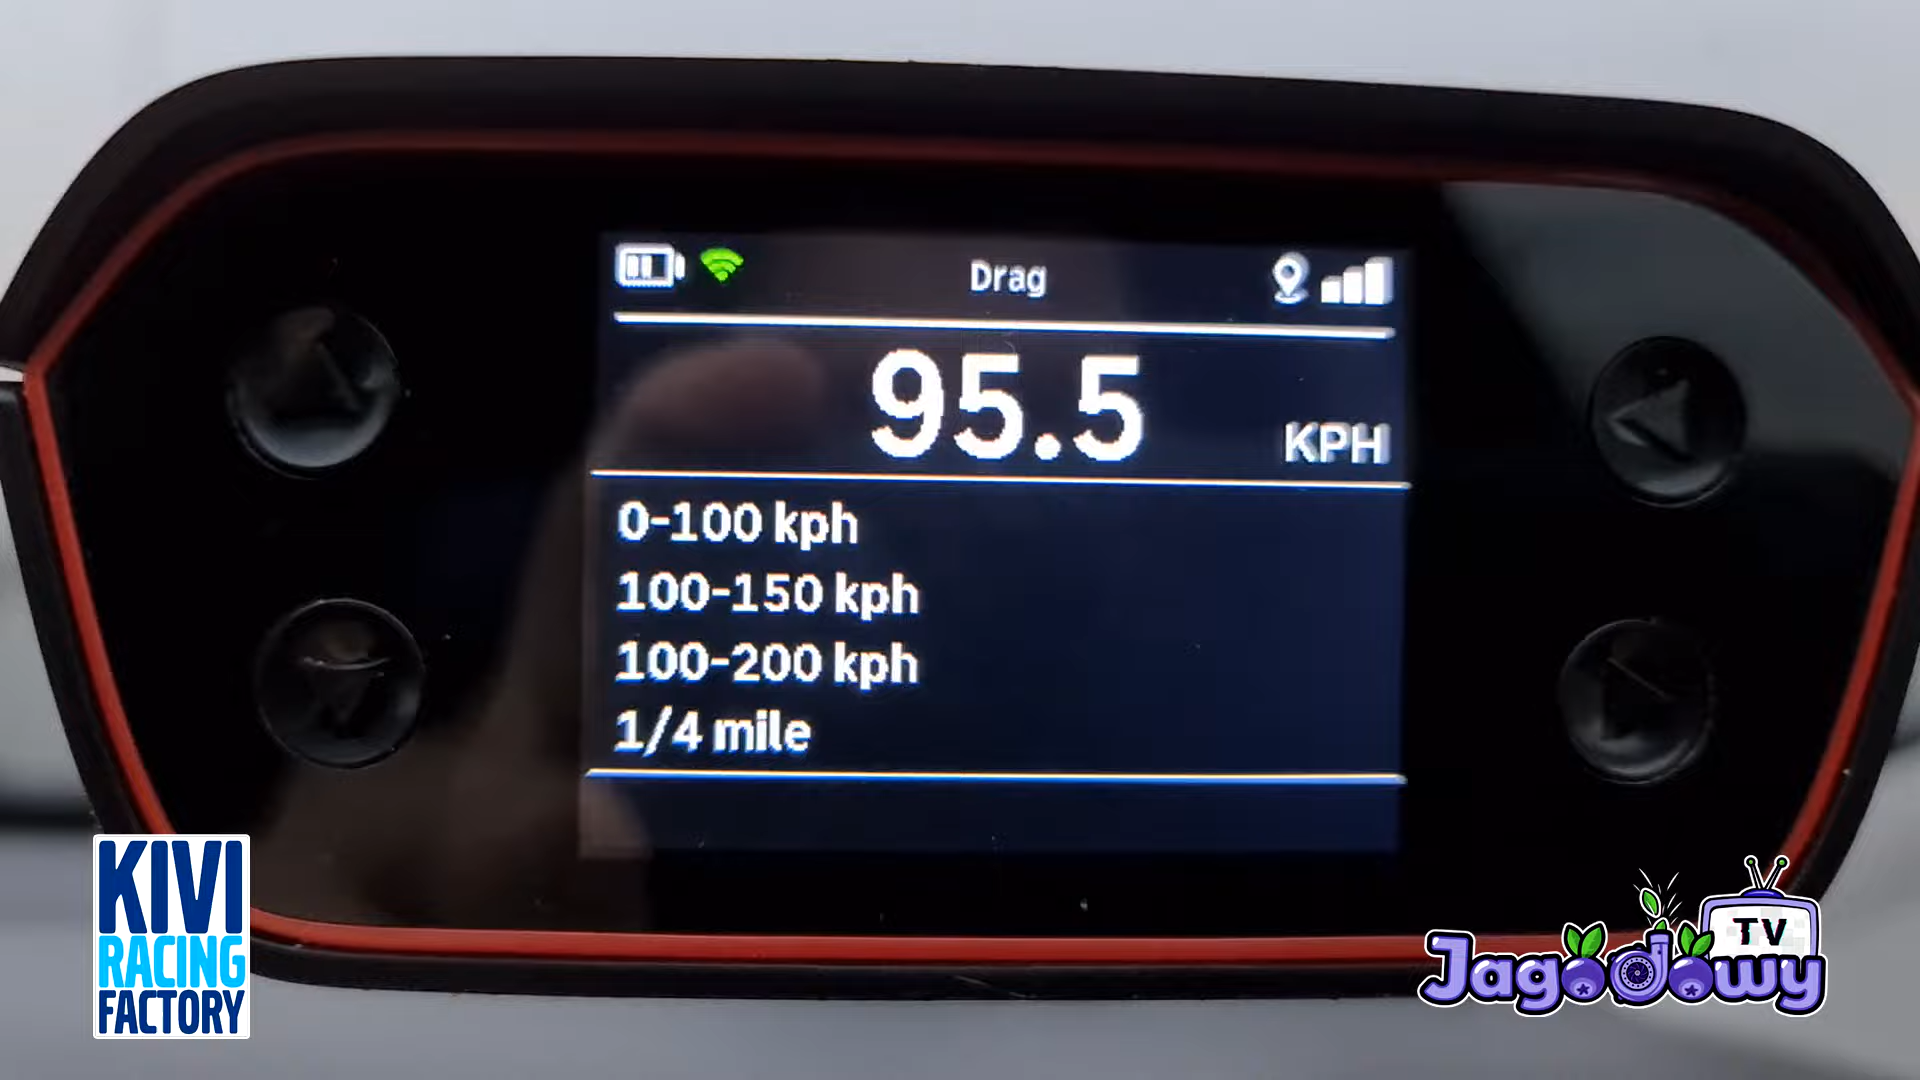 Drag
95.5 KPH
0-100 kph
100-150 kph
100-200 kph
1/4 mile
KIVI
RACING
FACTORY
TV
Jagodowy